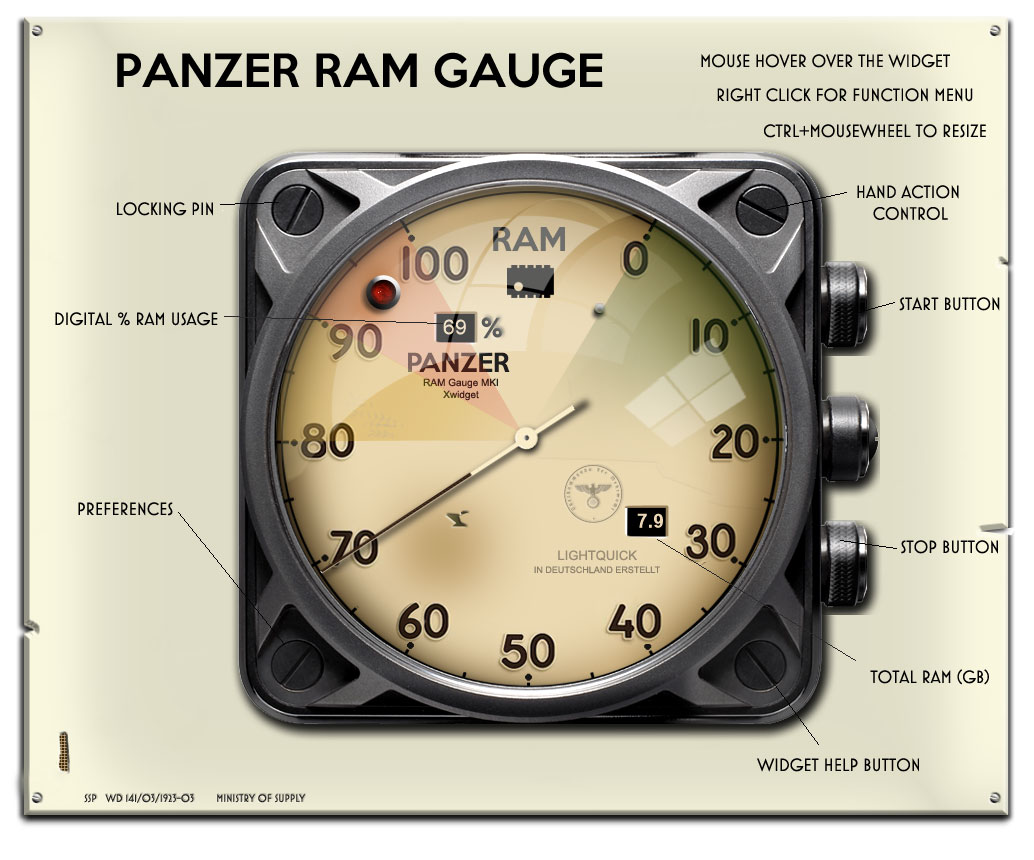 PANZER RAM GAUGE
MOUSE HOVER OVER THE WIDGET
RIGHT CLICK FOR FUNCTION MENU
CTRL+MOUSEWHEEL TO RESIZE
LOCKING PIN
HAND ACTION
CONTROL
RAM
100
0
START BUTTON
DIGITAL % RAM USAGE
69 %
90
10
PANZER
RAM Gauge MKI
Xwidget
80
20
PREFERENCES
7.9
70
30
STOP BUTTON
LIGHTQUICK
IN DEUTSCHLAND ERSTELLT
60
40
50
TOTAL RAM (GB)
WIDGET HELP BUTTON
SSP WD 141/03/1923-03 MINISTRY OF SUPPLY